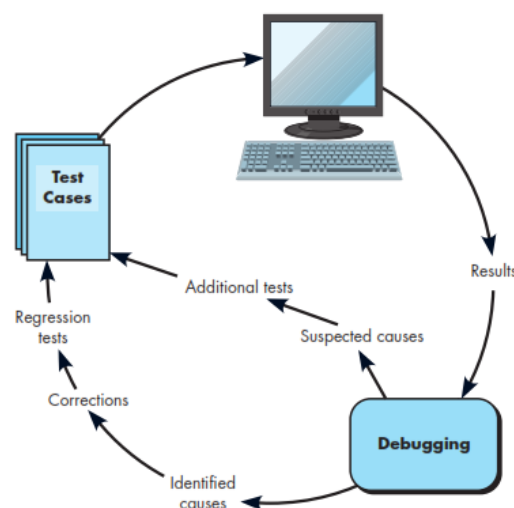 Test
Cases
Results
Additional tests
Regression
tests
Suspected causes
Corrections
Debugging
Identified
causes